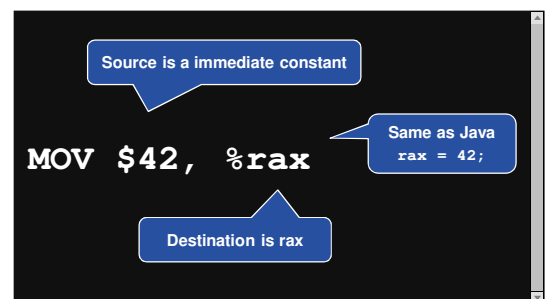 Source is a immediate constant
MOV $42, %rax
Same as Java
rax = 42;
Destination is rax